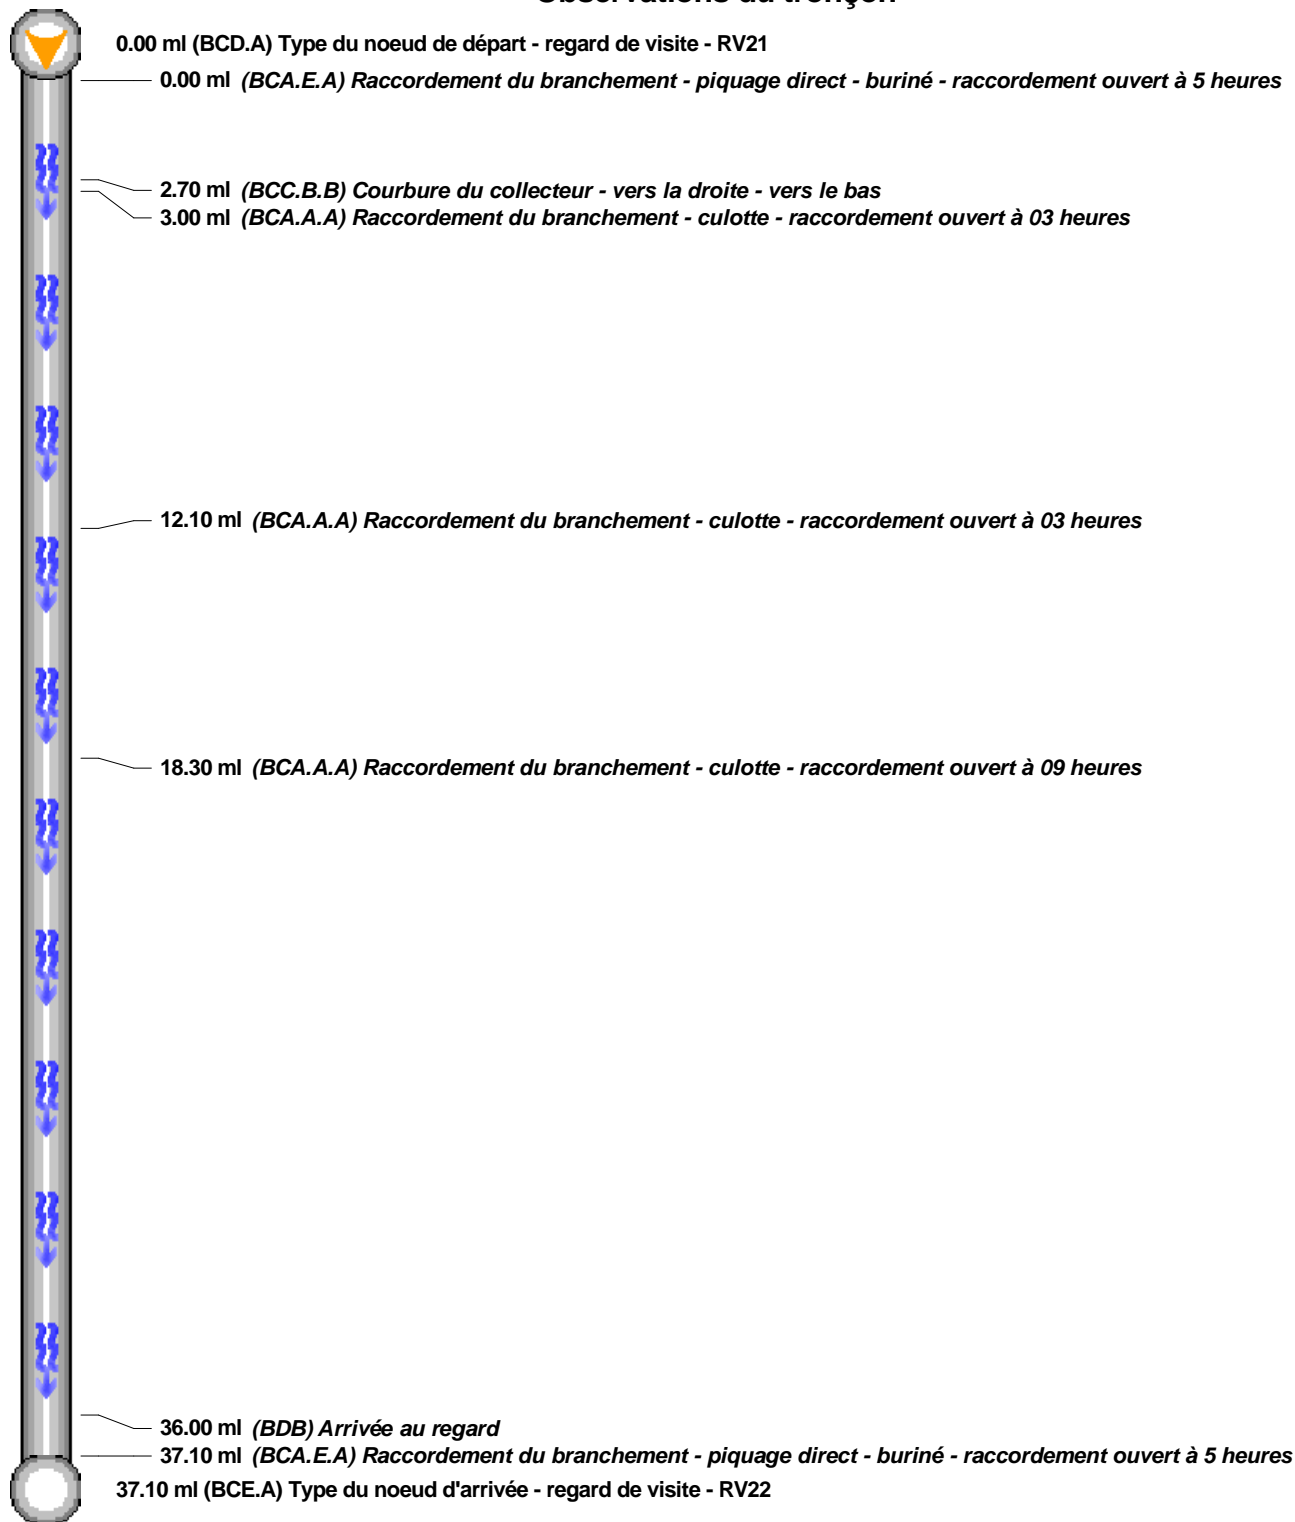 Observations du tronçon
0.00 ml (BCD.A) Type du noeud de départ - regard de visite - RV21
0.00 ml (BCA.E.A) Raccordement du branchement - piquage direct - buriné - raccordement ouvert à 5 heures
2.70 ml (BCC.B.B) Courbure du collecteur - vers la droite - vers le bas
3.00 ml (BCA.A.A) Raccordement du branchement - culotte - raccordement ouvert à 03 heures
12.10 ml (BCA.A.A) Raccordement du branchement - culotte - raccordement ouvert à 03 heures
18.30 ml (BCA.A.A) Raccordement du branchement - culotte - raccordement ouvert à 09 heures
36.00 ml (BDB) Arrivée au regard
37.10 ml (BCA.E.A) Raccordement du branchement - piquage direct - buriné - raccordement ouvert à 5 heures
37.10 ml (BCE.A) Type du noeud d'arrivée - regard de visite - RV22